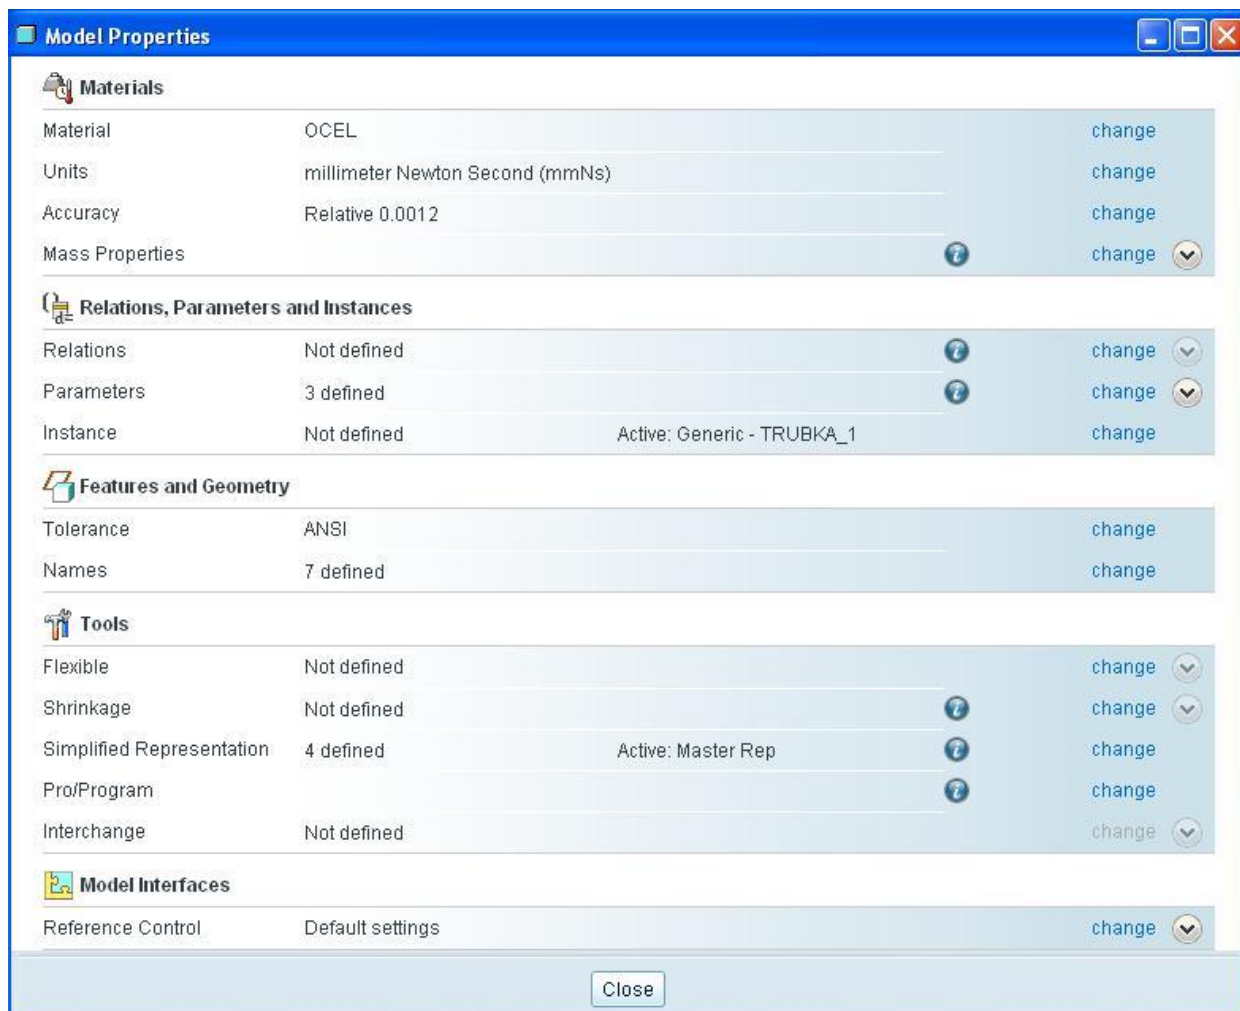 Model Properties
Materials
Material OCEL change
Units millimeter Newton Second (mmNs) change
Accuracy Relative 0.0012 change
Mass Properties change
Relations, Parameters and Instances
Relations Not defined change
Parameters 3 defined change
Instance Not defined Active: Generic - TRUBKA_1 change
Features and Geometry
Tolerance ANSI change
Names 7 defined change
Tools
Flexible Not defined change
Shrinkage Not defined change
Simplified Representation 4 defined Active: Master Rep change
Pro/Program change
Interchange Not defined change
Model Interfaces
Reference Control Default settings change
Close